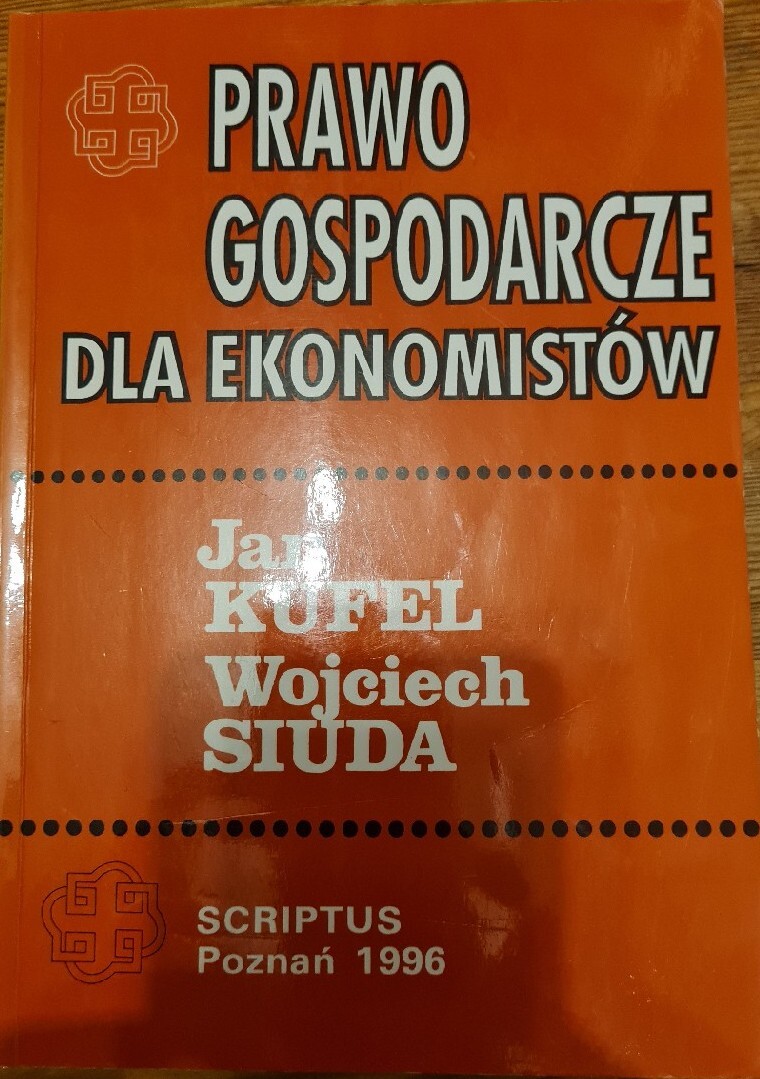 PRAWO
GOSPODARCZE
DLA EKONOMISTÓW
Jan
KUFEL
Wojciech
SIUDA
SCRIPTUS
Poznań 1996